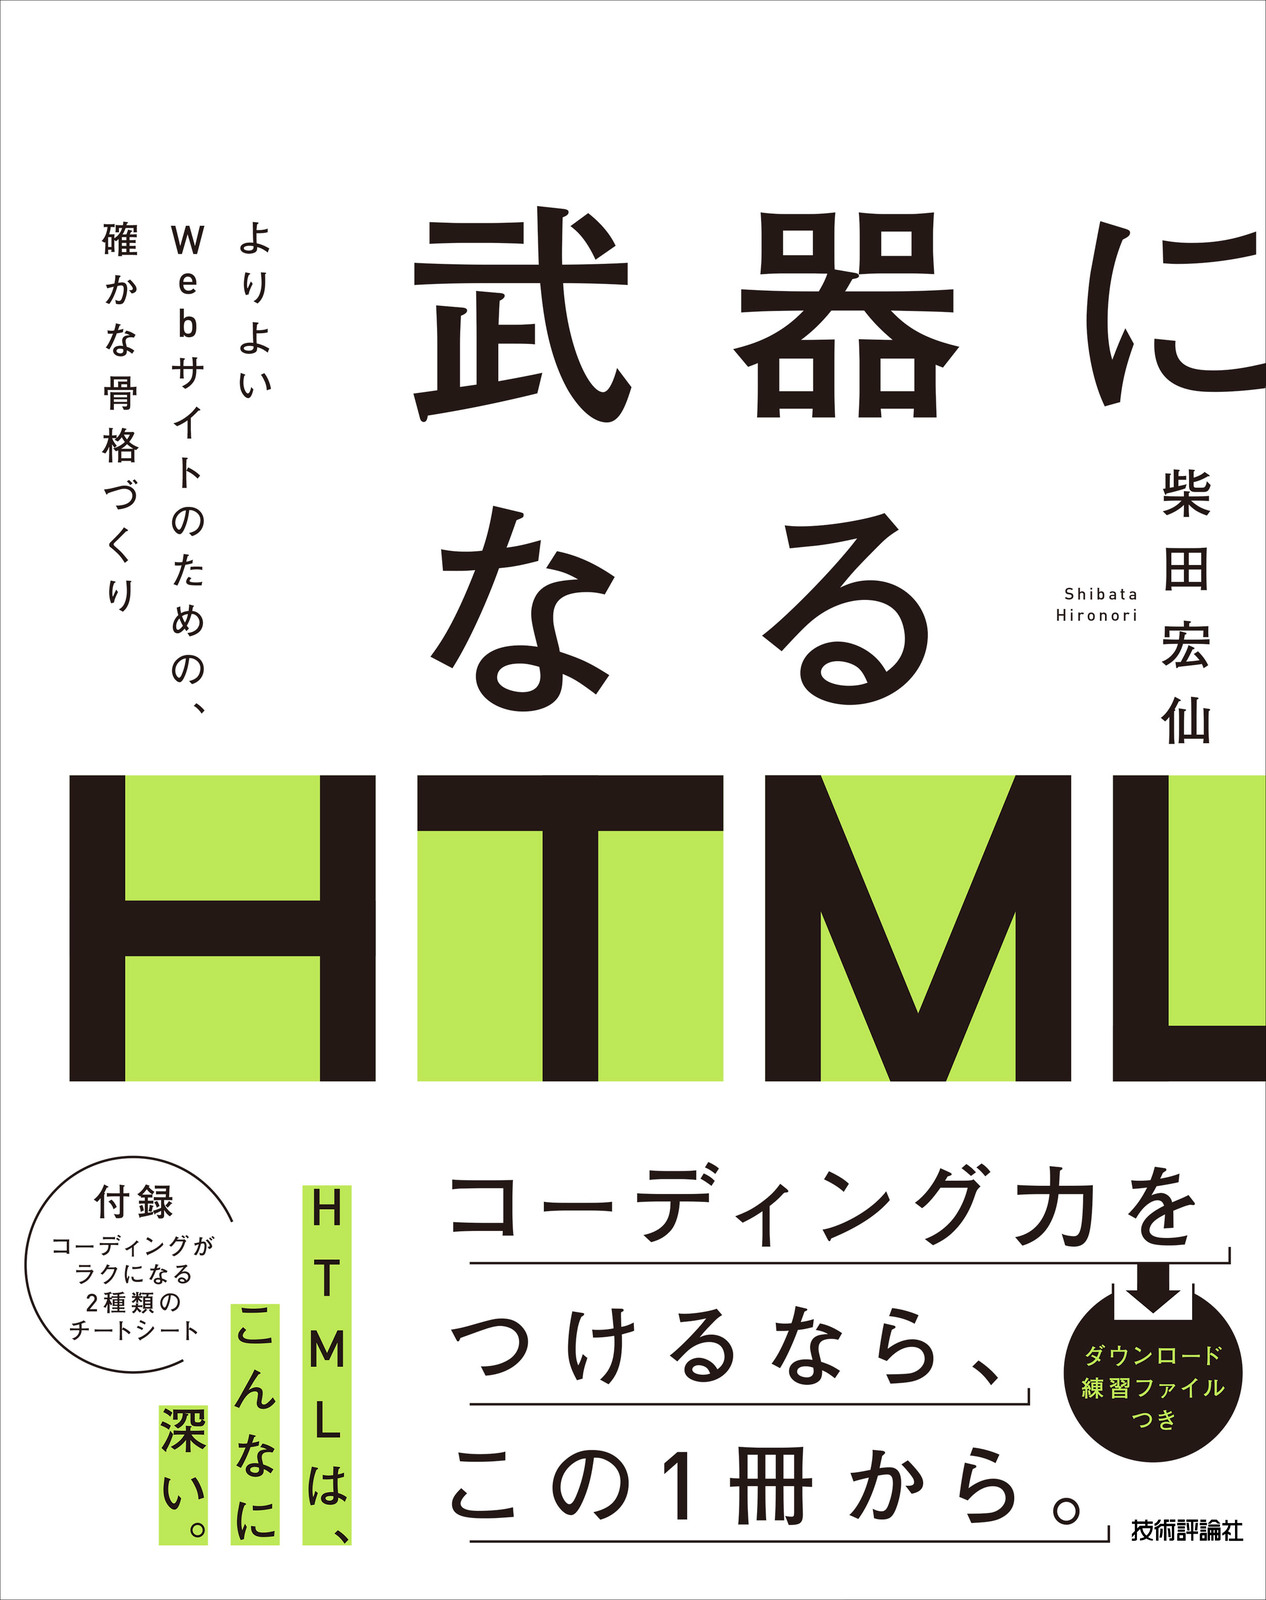 武器に
なる
HTML
よりよい
Webサイトのための、
確かな骨格づくり
柴田宏仙
Shibata
Hironori
コーディング力を
つけるなら、
この1冊から。
HTMLは、
こんなに
深い。
付録
コーディングが
ラクになる
2種類の
チートシート
ダウンロード
練習ファイル
つき
技術評論社